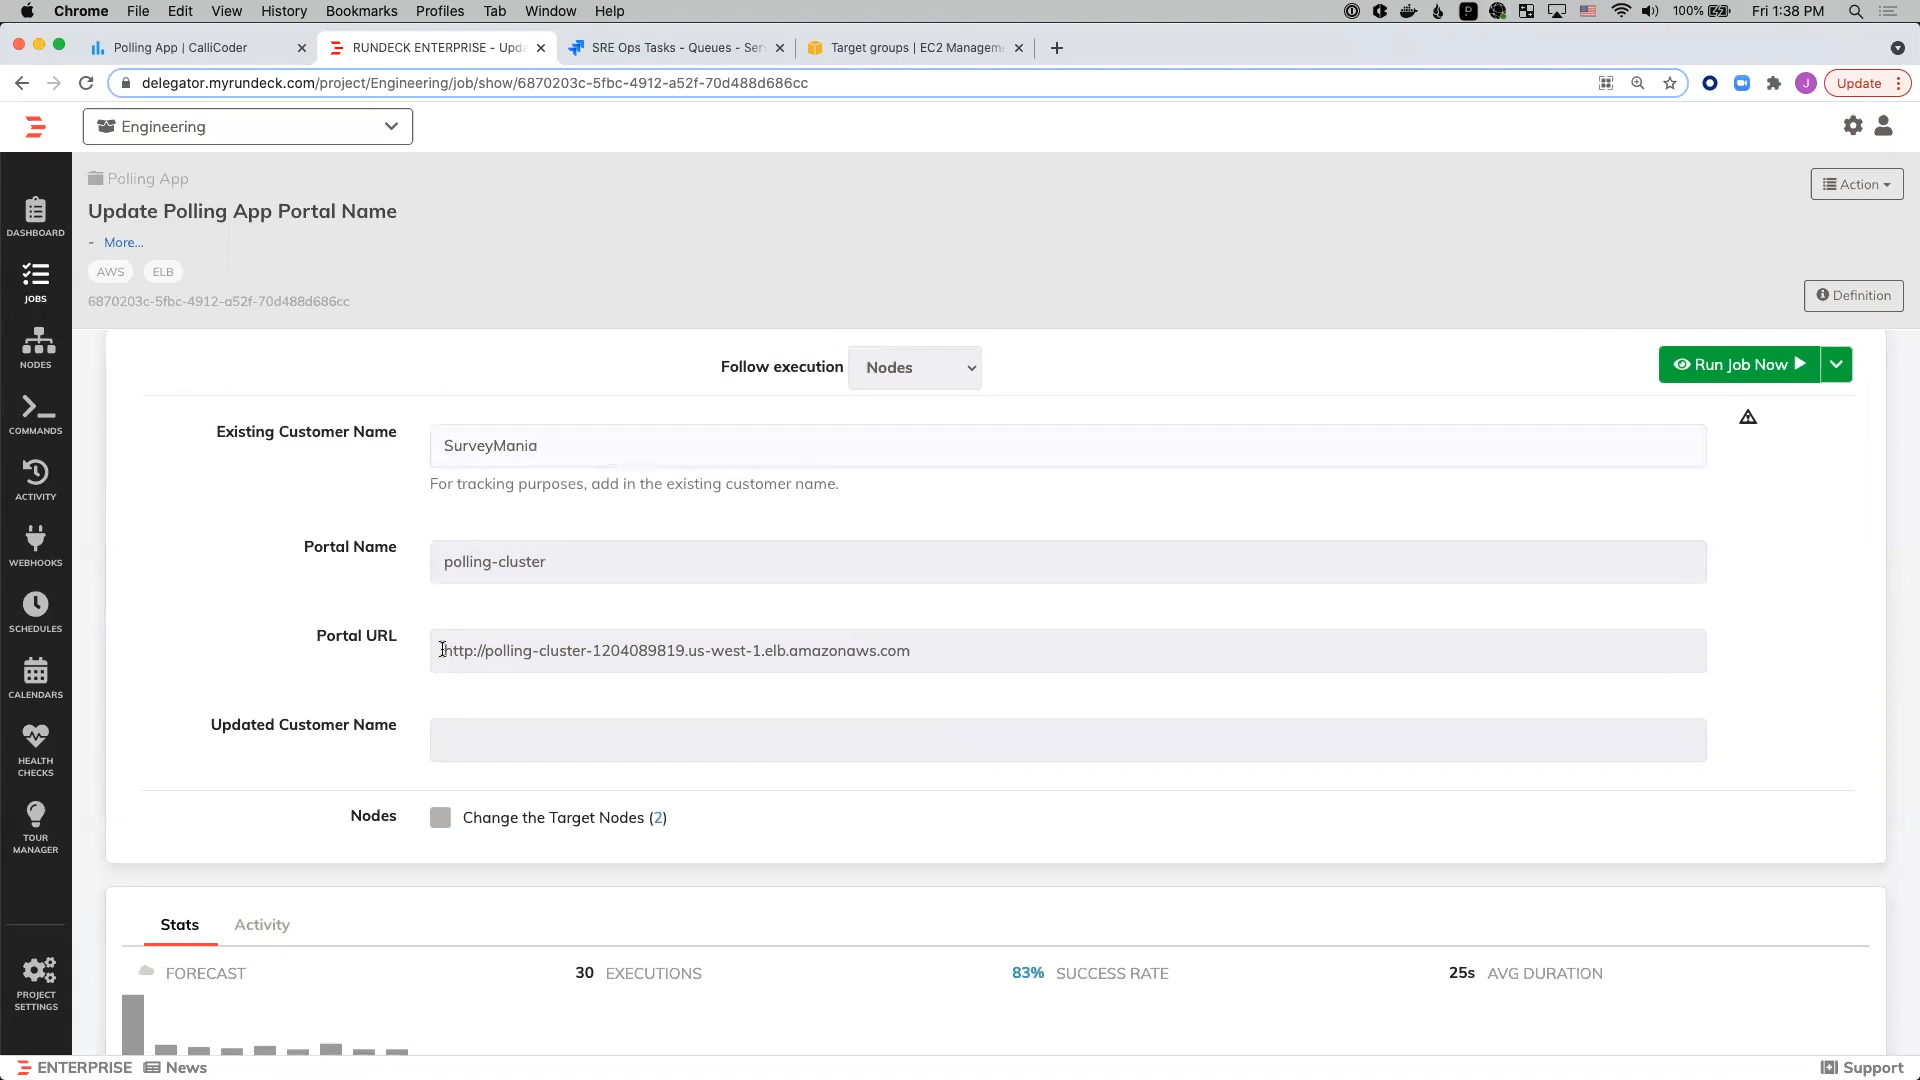 Chrome File Edit View History Bookmarks Profiles Tab Window Help 100% Fri 1:38 PM
Polling App | CalliCoder
RUNDECK ENTERPRISE - Upda
SRE Ops Tasks - Queues - Serv
Target groups | EC2 Managem
delegator.myrundeck.com/project/Engineering/job/show/6870203c-5fbc-4912-a52f-70d488d686cc
J
Update
Engineering
Polling App
Action
Update Polling App Portal Name
- More...
AWS ELB
6870203c-5fbc-4912-a52f-70d488d686cc
Definition
DASHBOARD
JOBS
NODES
COMMANDS
ACTIVITY
WEBHOOKS
SCHEDULES
CALENDARS
HEALTH
CHECKS
TOUR
MANAGER
PROJECT
SETTINGS
Follow execution Nodes
Run Job Now
Existing Customer Name
SurveyMania
For tracking purposes, add in the existing customer name.
Portal Name
polling-cluster
Portal URL
http://polling-cluster-1204089819.us-west-1.elb.amazonaws.com
Updated Customer Name
Nodes
Change the Target Nodes (2)
Stats Activity
FORECAST
30 EXECUTIONS
83% SUCCESS RATE
25s AVG DURATION
ENTERPRISE News
Support